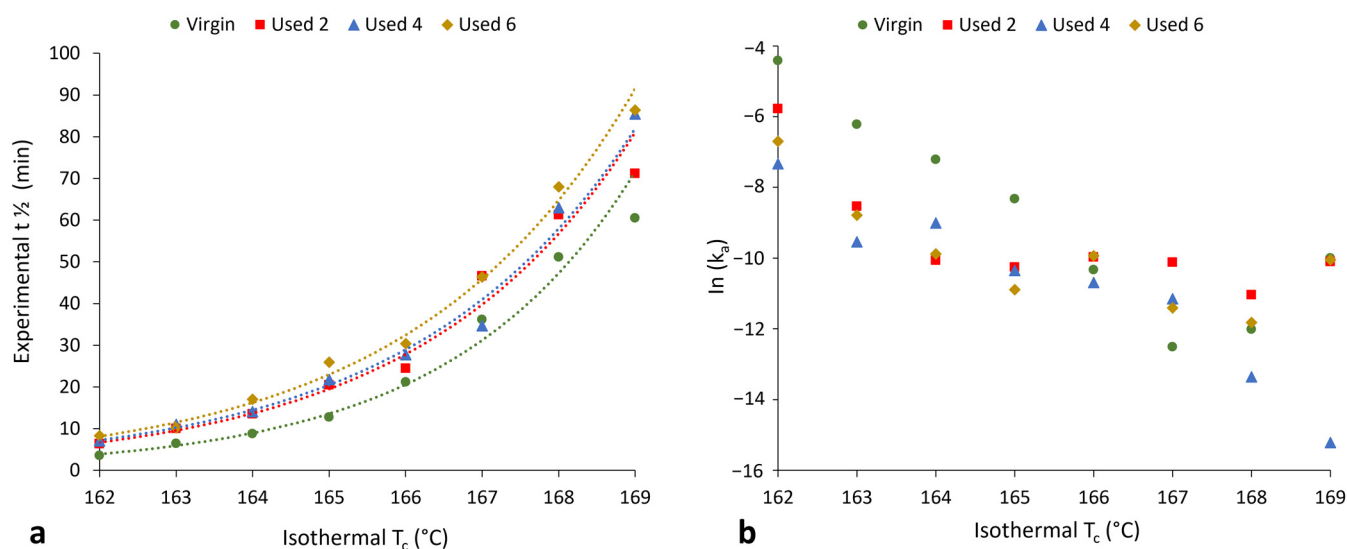 Virgin Used 2 Used 4 Used 6
Experimental t ½ (min)
100
90
80
70
60
50
40
30
20
10
0
162 163 164 165 166 167 168 169
a
Isothermal Tc (°C)
Virgin Used 2 Used 4 Used 6
ln (ka)
−4
−6
−8
−10
−12
−14
−16
162 163 164 165 166 167 168 169
b
Isothermal Tc (°C)